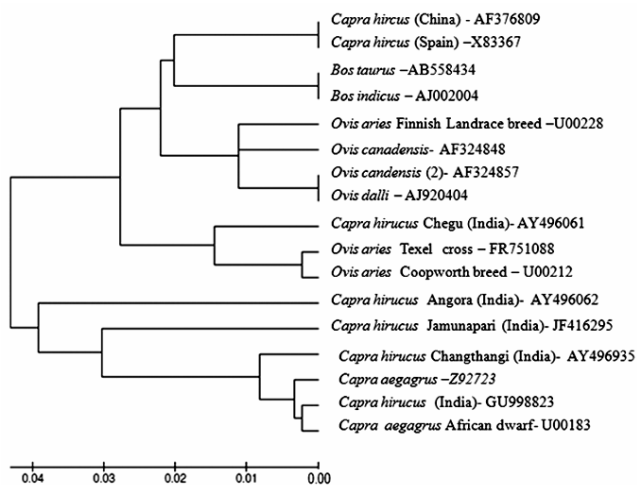 Capra hircus (China) - AF376809
Capra hircus (Spain) –X83367
Bos taurus –AB558434
Bos indicus – AJ002004
Ovis aries Finnish Landrace breed –U00228
Ovis canadensis- AF324848
Ovis candensis (2)- AF324857
Ovis dalli – AJ920404
Capra hirucus Chegu (India)- AY496061
Ovis aries Texel cross – FR751088
Ovis aries Coopworth breed – U00212
Capra hirucus Angora (India)- AY496062
Capra hirucus Jamunapari (India)- JF416295
Capra hirucus Changthangi (India)- AY496935
Capra aegagrus –Z92723
Capra hirucus (India)- GU998823
Capra aegagrus African dwarf- U00183
0.04 0.03 0.02 0.01 0.00